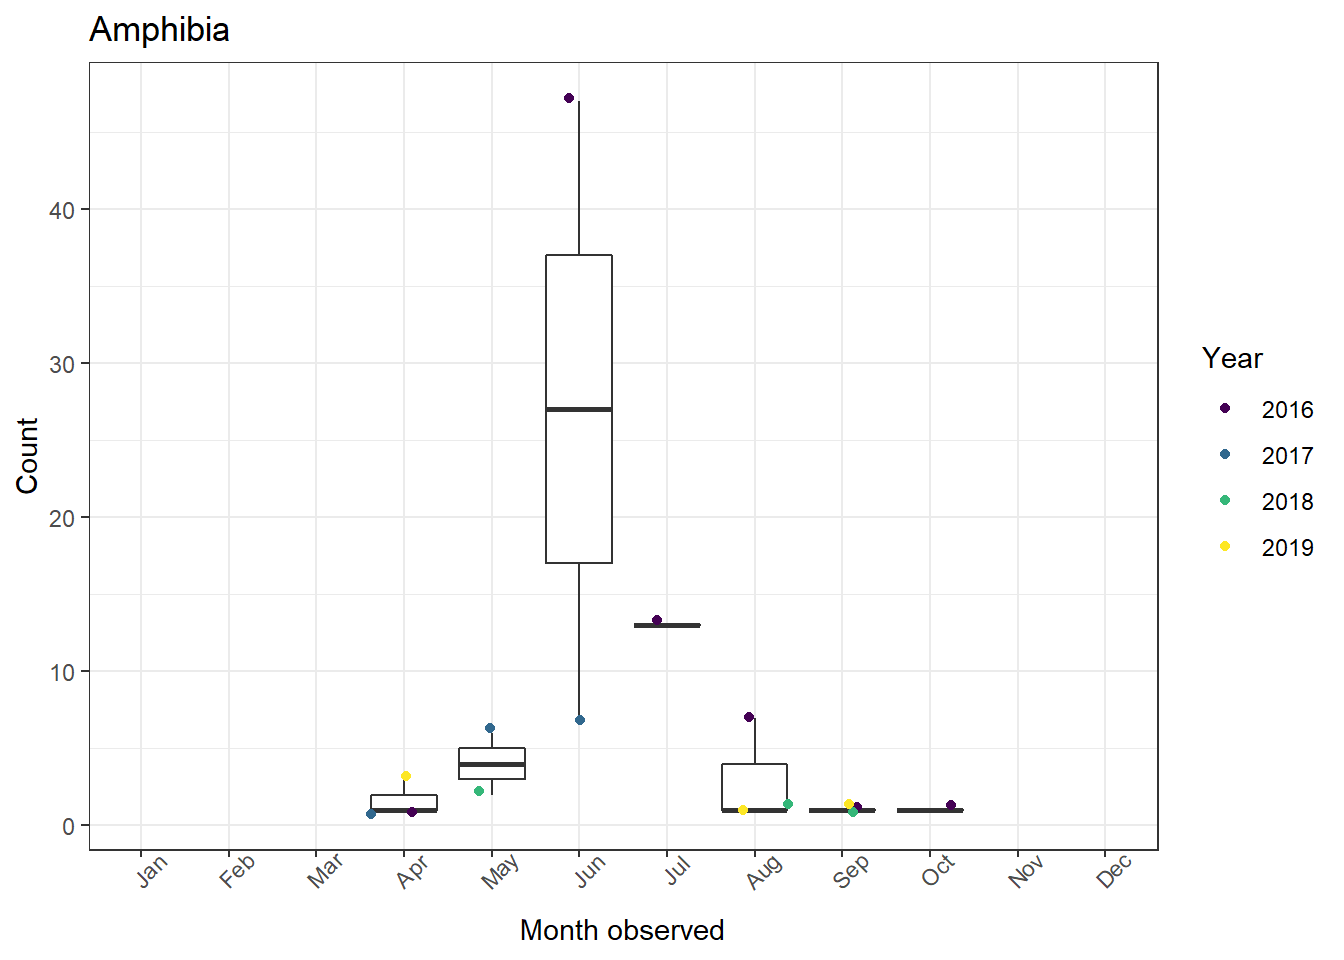 Amphibia
Count
40
30
20
10
0
Jan Feb Mar Apr May Jun Jul Aug Sep Oct Nov Dec
Month observed
Year
2016
2017
2018
2019